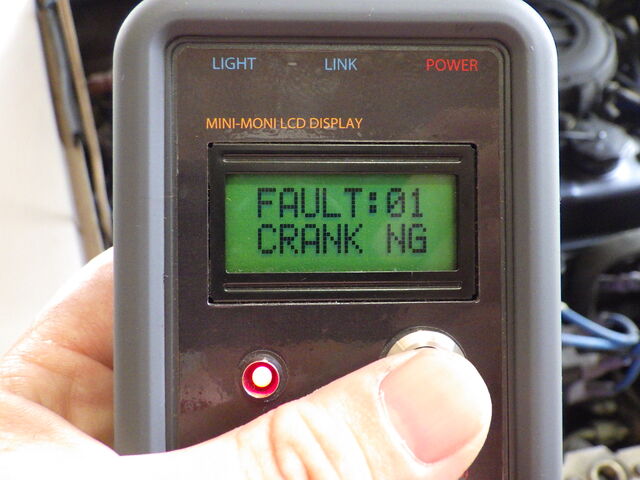 LIGHT LINK POWER
MINI-MONI LCD DISPLAY
FAULT:01
CRANK NG